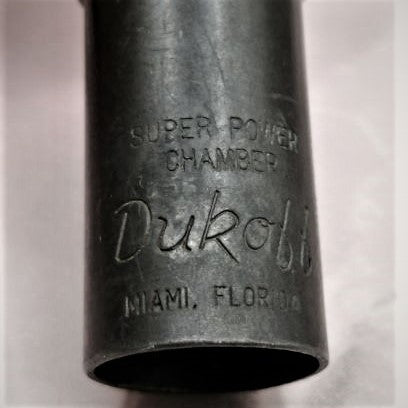 SUPER POWER
CHAMBER
Dukoff
MIAMI, FLORIDA